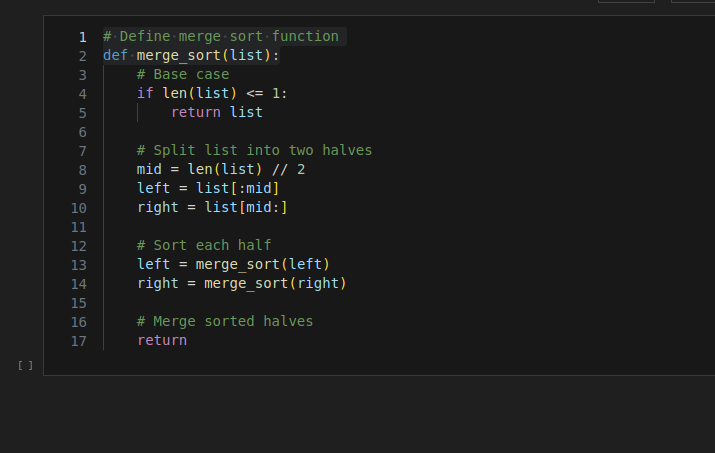 1 # Define merge sort function
2 def merge_sort(list):
3     # Base case
4     if len(list) <= 1:
5         return list
6
7     # Split list into two halves
8     mid = len(list) // 2
9     left = list[:mid]
10     right = list[mid:]
11
12     # Sort each half
13     left = merge_sort(left)
14     right = merge_sort(right)
15
16     # Merge sorted halves
17     return
[ ]